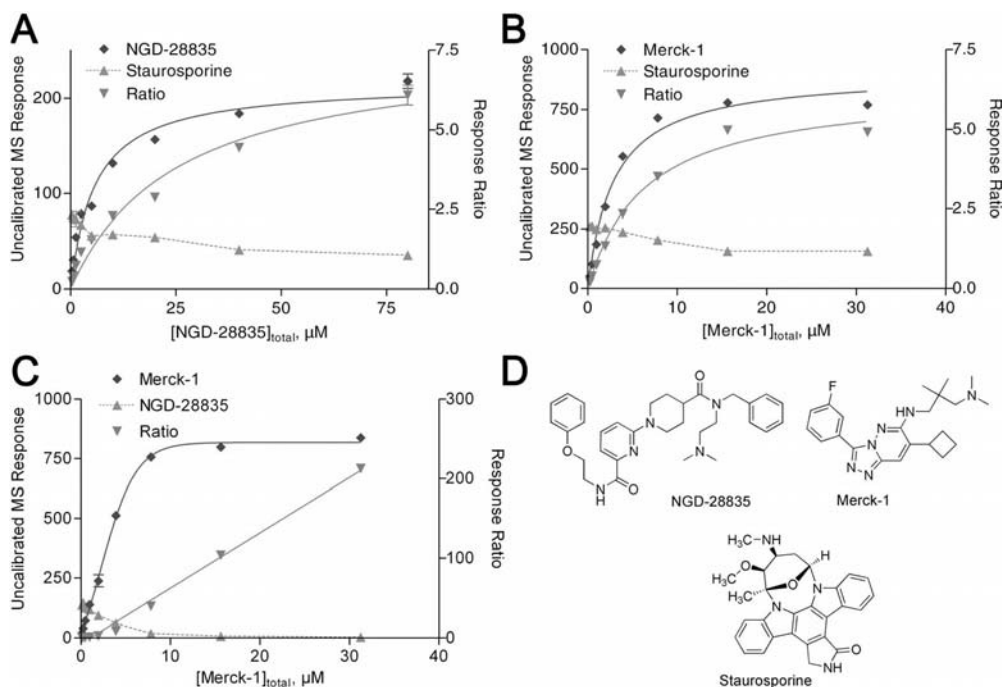 A
NGD-28835
Staurosporine
Ratio
Uncalibrated MS Response
200
100
0
7.5
5.0
2.5
0.0
Response Ratio
0 25 50 75
[NGD-28835]total, µM
B
Merck-1
Staurosporine
Ratio
Uncalibrated MS Response
1000
750
500
250
0
7.5
5.0
2.5
0.0
Response Ratio
0 10 20 30 40
[Merck-1]total, µM
C
Merck-1
NGD-28835
Ratio
Uncalibrated MS Response
1000
750
500
250
0
300
200
100
0
Response Ratio
0 10 20 30 40
[Merck-1]total, µM
D
O
N
N
N
N
O
HN
O
NGD-28835
F
HN
N
N
N
N
N
Merck-1
H3C
NH
H3C
O
H3C
O
H
N
N
O
NH
Staurosporine